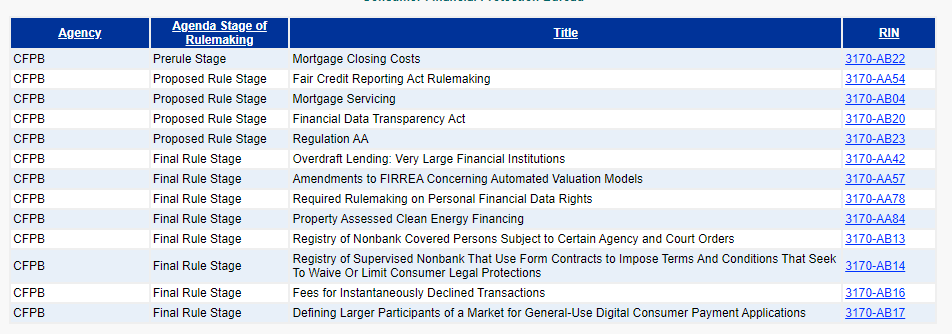 Consumer Financial Protection Bureau
Agency Agenda Stage of Rulemaking Title RIN
CFPB Prerule Stage Mortgage Closing Costs 3170-AB22
CFPB Proposed Rule Stage Fair Credit Reporting Act Rulemaking 3170-AA54
CFPB Proposed Rule Stage Mortgage Servicing 3170-AB04
CFPB Proposed Rule Stage Financial Data Transparency Act 3170-AB20
CFPB Proposed Rule Stage Regulation AA 3170-AB23
CFPB Final Rule Stage Overdraft Lending: Very Large Financial Institutions 3170-AA42
CFPB Final Rule Stage Amendments to FIRREA Concerning Automated Valuation Models 3170-AA57
CFPB Final Rule Stage Required Rulemaking on Personal Financial Data Rights 3170-AA78
CFPB Final Rule Stage Property Assessed Clean Energy Financing 3170-AA84
CFPB Final Rule Stage Registry of Nonbank Covered Persons Subject to Certain Agency and Court Orders 3170-AB13
CFPB Final Rule Stage Registry of Supervised Nonbank That Use Form Contracts to Impose Terms And Conditions That Seek
To Waive Or Limit Consumer Legal Protections 3170-AB14
CFPB Final Rule Stage Fees for Instantaneously Declined Transactions 3170-AB16
CFPB Final Rule Stage Defining Larger Participants of a Market for General-Use Digital Consumer Payment Applications 3170-AB17